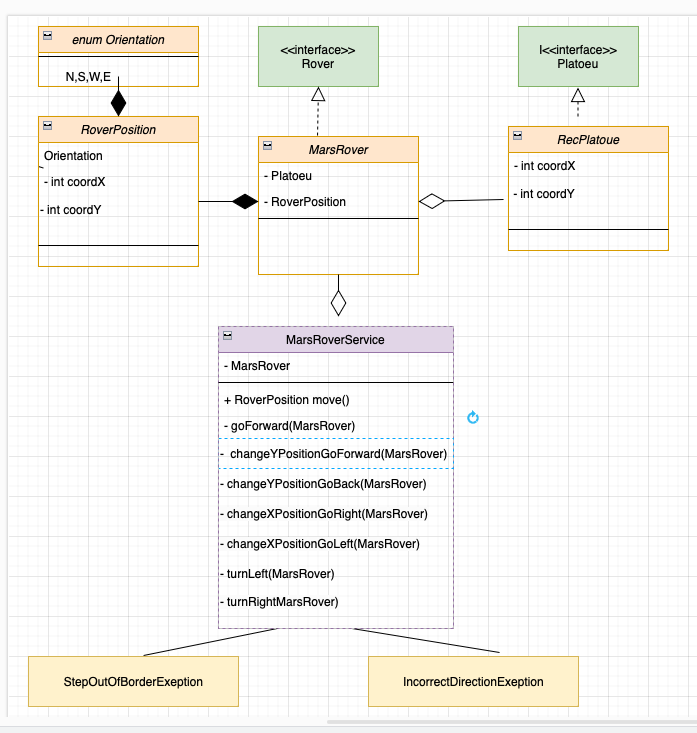 enum Orientation
N,S,W,E
<<interface>>
Rover
I<<interface>>
Platoeu
RoverPosition
Orientation
- int coordX
- int coordY
MarsRover
- Platoeu
- RoverPosition
RecPlatoue
- int coordX
- int coordY
MarsRoverService
- MarsRover
+ RoverPosition move()
- goForward(MarsRover)
- changeYPositionGoForward(MarsRover)
- changeYPositionGoBack(MarsRover)
- changeXPositionGoRight(MarsRover)
- changeXPositionGoLeft(MarsRover)
- turnLeft(MarsRover)
- turnRightMarsRover)
StepOutOfBorderExeption
IncorrectDirectionExeption